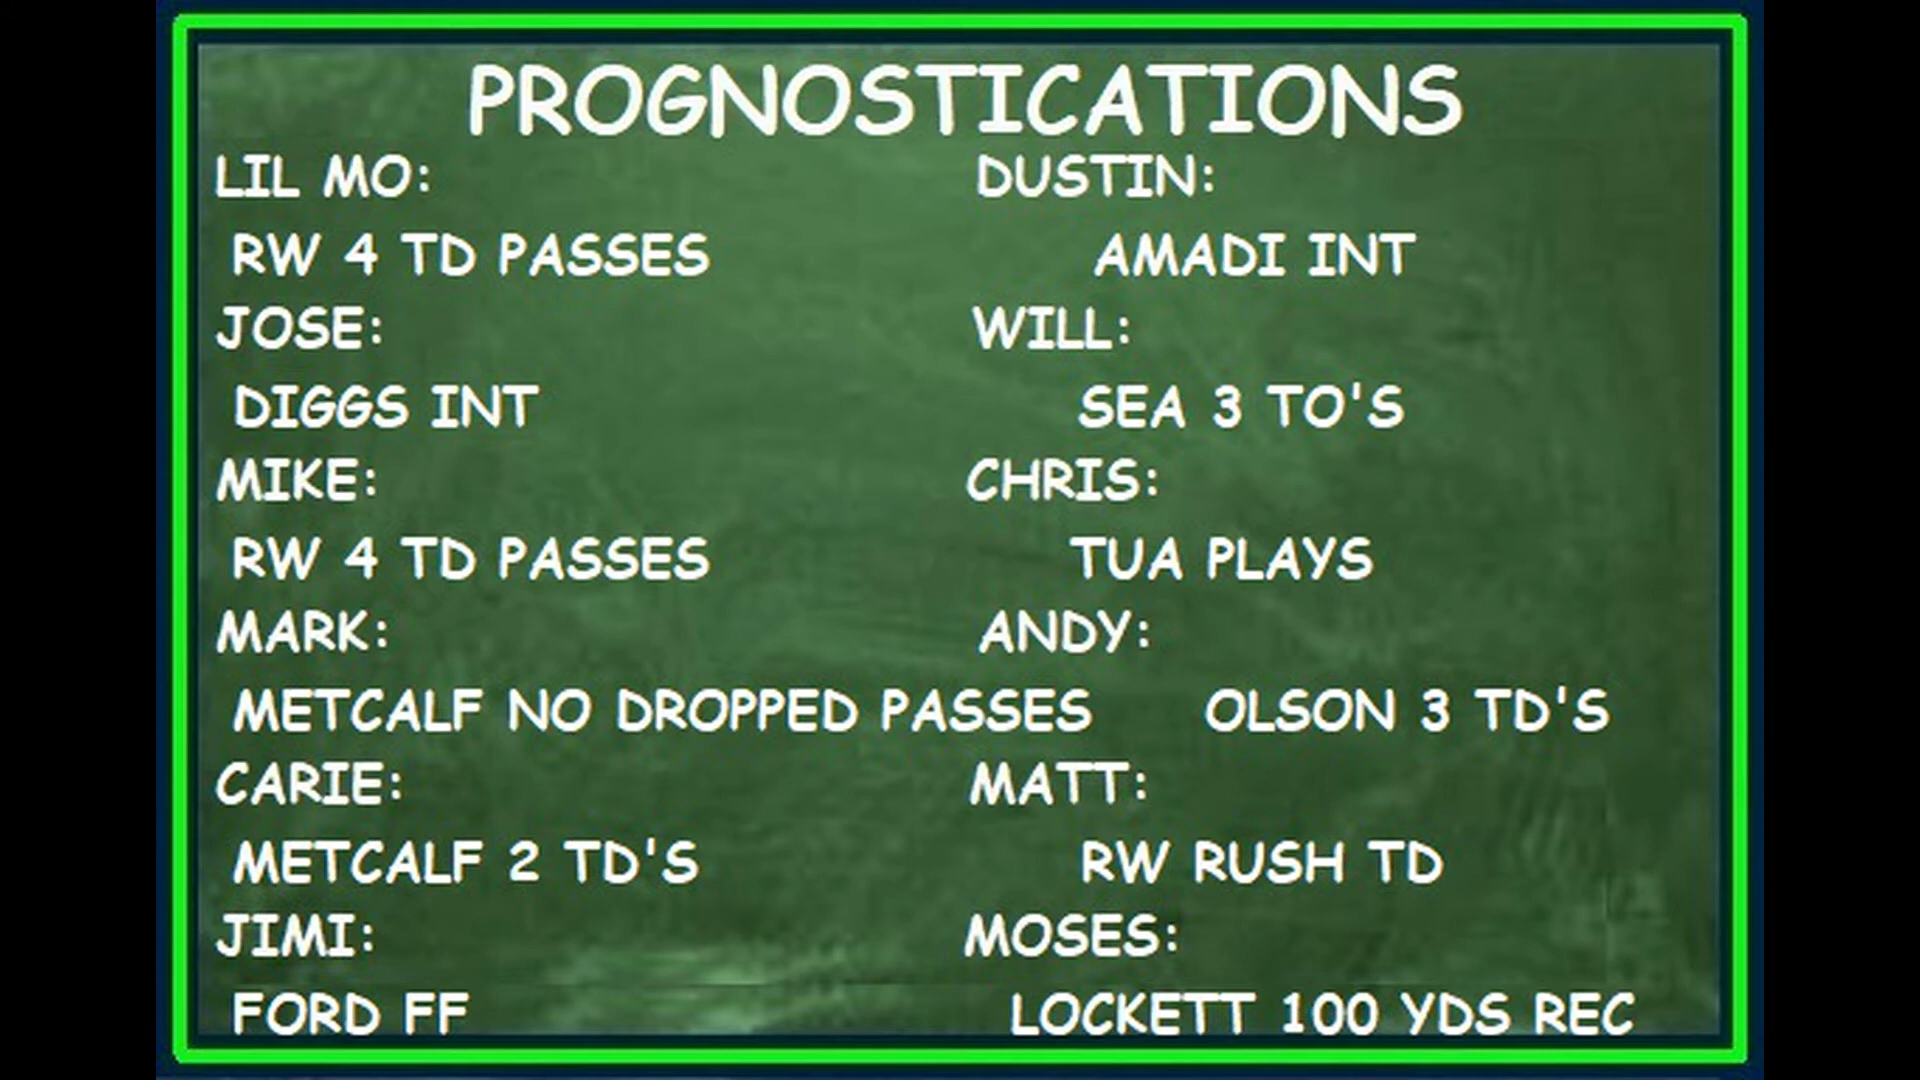 PROGNOSTICATIONS
LIL MO:
RW 4 TD PASSES
JOSE:
DIGGS INT
MIKE:
RW 4 TD PASSES
MARK:
METCALF NO DROPPED PASSES
CARIE:
METCALF 2 TD'S
JIMI:
FORD FF
DUSTIN:
AMADI INT
WILL:
SEA 3 TO'S
CHRIS:
TUA PLAYS
ANDY:
OLSON 3 TD'S
MATT:
RW RUSH TD
MOSES:
LOCKETT 100 YDS REC